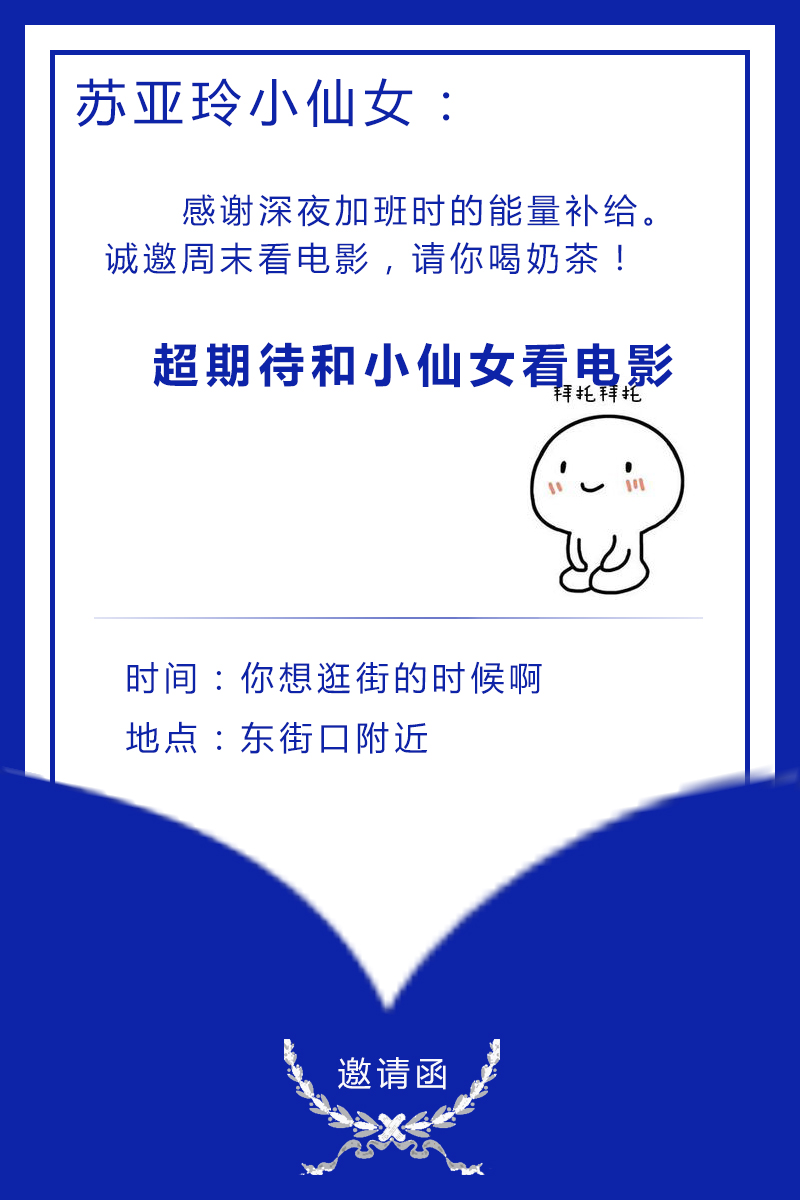 苏亚玲小仙女：
感谢深夜加班时的能量补给。
诚邀周末看电影，请你喝奶茶！
超期待和小仙女看电影
拜托拜托
时间：你想逛街的时候啊
地点：东街口附近
邀请函